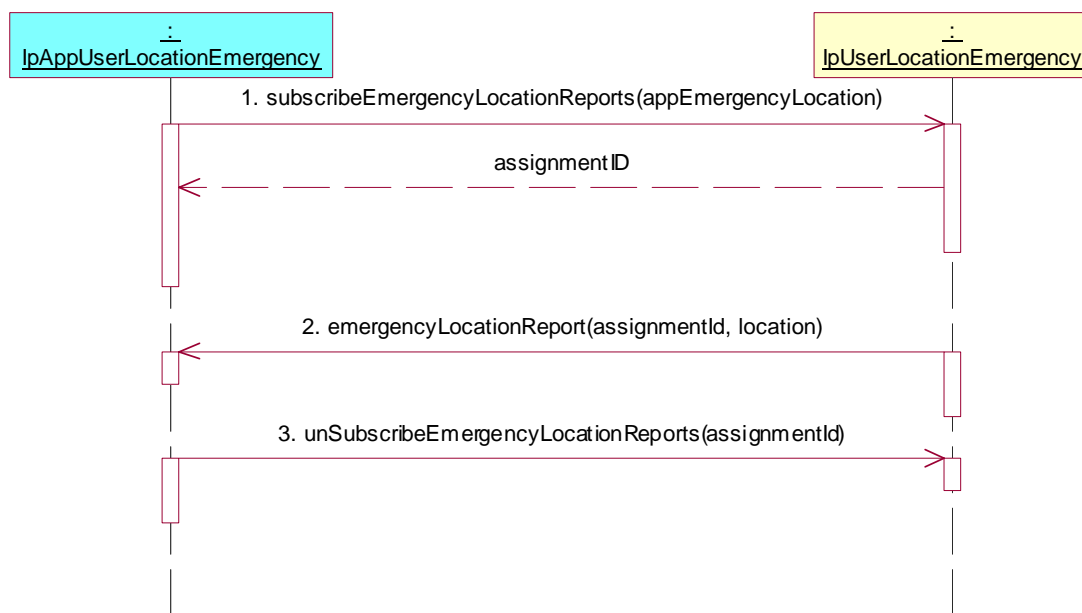 :
IpAppUserLocationEmergency
:
IpUserLocationEmergency
1. subscribeEmergencyLocationReports(appEmergencyLocation)
assignmentID
2. emergencyLocationReport(assignmentId, location)
3. unSubscribeEmergencyLocationReports(assignmentId)